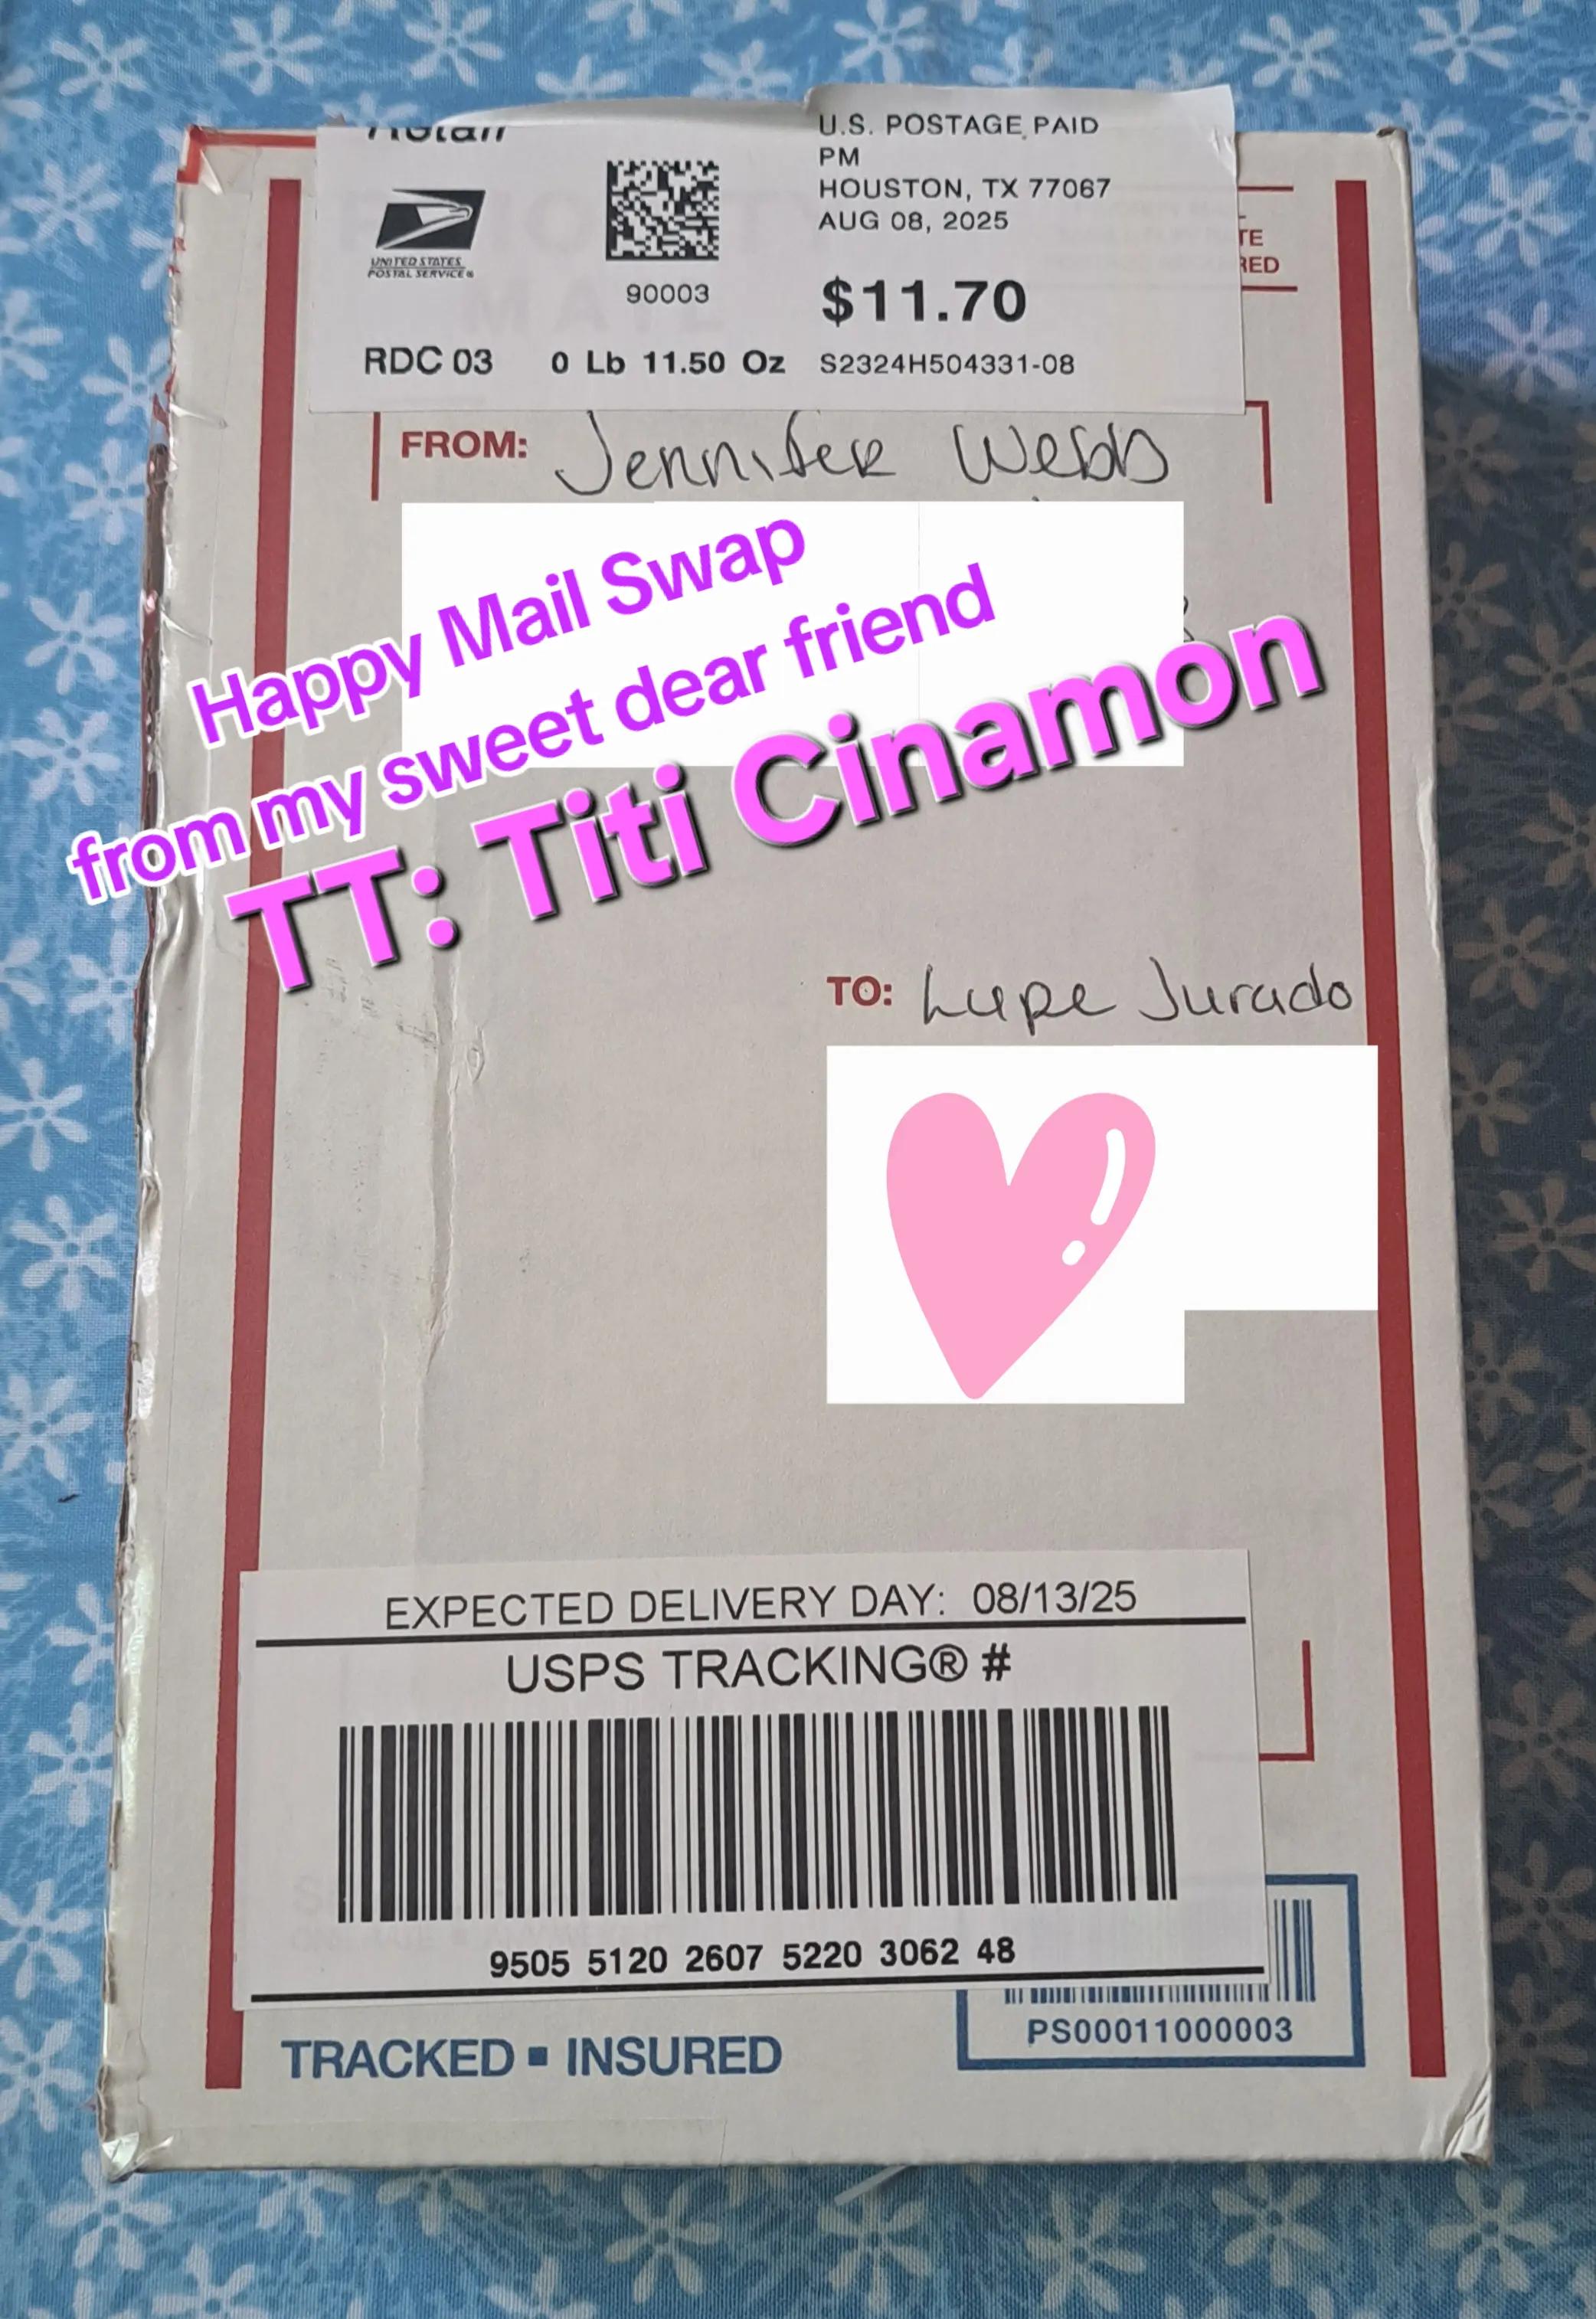 Retail
U.S. POSTAGE PAID
PM
HOUSTON, TX 77067
AUG 08, 2025
UNITED STATES
POSTAL SERVICE®
90003
$11.70
RDC 03 0 Lb 11.50 Oz S2324H504331-08
TE
RED
FROM: Jennifer Webb
Happy Mail Swap
from my sweet dear friend
TT: Titi Cinamon
TO: Lupe Jurado
EXPECTED DELIVERY DAY: 08/13/25
USPS TRACKING® #
9505 5120 2607 5220 3062 48
TRACKED ▪ INSURED
PS00011000003